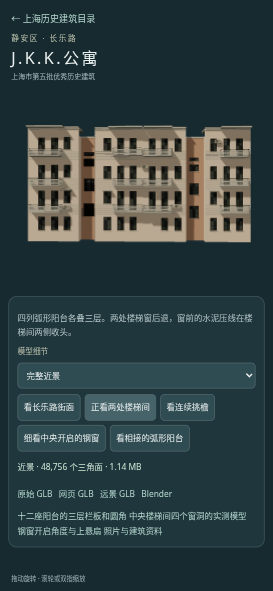 ← 上海历史建筑目录
静安区 · 长乐路
J.K.K.公寓
上海市第五批优秀历史建筑
四列弧形阳台各叠三层。两处楼梯窗后退，窗前的水泥压线在楼
梯间两侧收头。
模型细节
完整近景
看长乐路街面
正看两处楼梯间
看连续挑檐
细看中央开启的钢窗
看相接的弧形阳台
近景 · 48,756 个三角面 · 1.14 MB
原始 GLB 网页 GLB 远景 GLB Blender
十二座阳台的三层栏板和圆角 中央楼梯间四个窗洞的实测模型
钢窗开启角度与上悬扇 照片与建筑资料
拖动旋转 · 滚轮或双指缩放